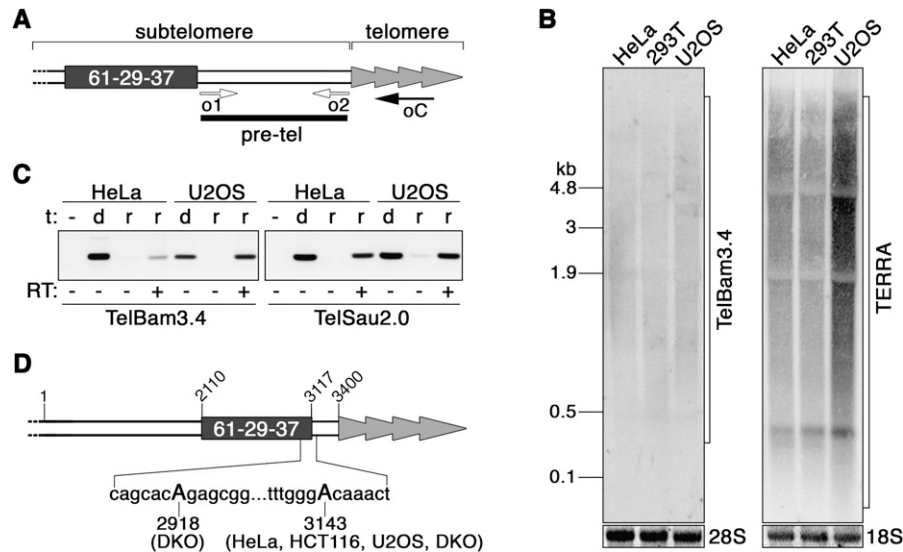 A
subtelomere
telomere
61-29-37
o1
o2
oC
pre-tel
B
HeLa
293T
U2OS
HeLa
293T
U2OS
kb
4.8
3
1.9
0.5
0.1
TelBam3.4
TERRA
28S
18S
C
HeLa U2OS HeLa U2OS
t: - d r r d r r - d r r d r r
RT: - - - + - - + - - - + - - +
TelBam3.4 TelSau2.0
D
1
2110
3117
3400
61-29-37
cagcacAgagcgg...tttgggAcaaact
2918 3143
(DKO) (HeLa, HCT116, U2OS, DKO)